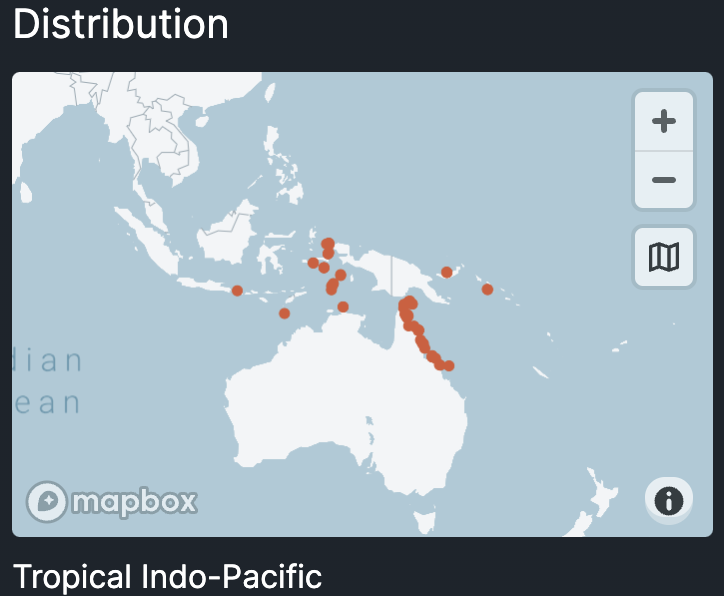 Distribution
dian
ean
mapbox
Tropical Indo-Pacific